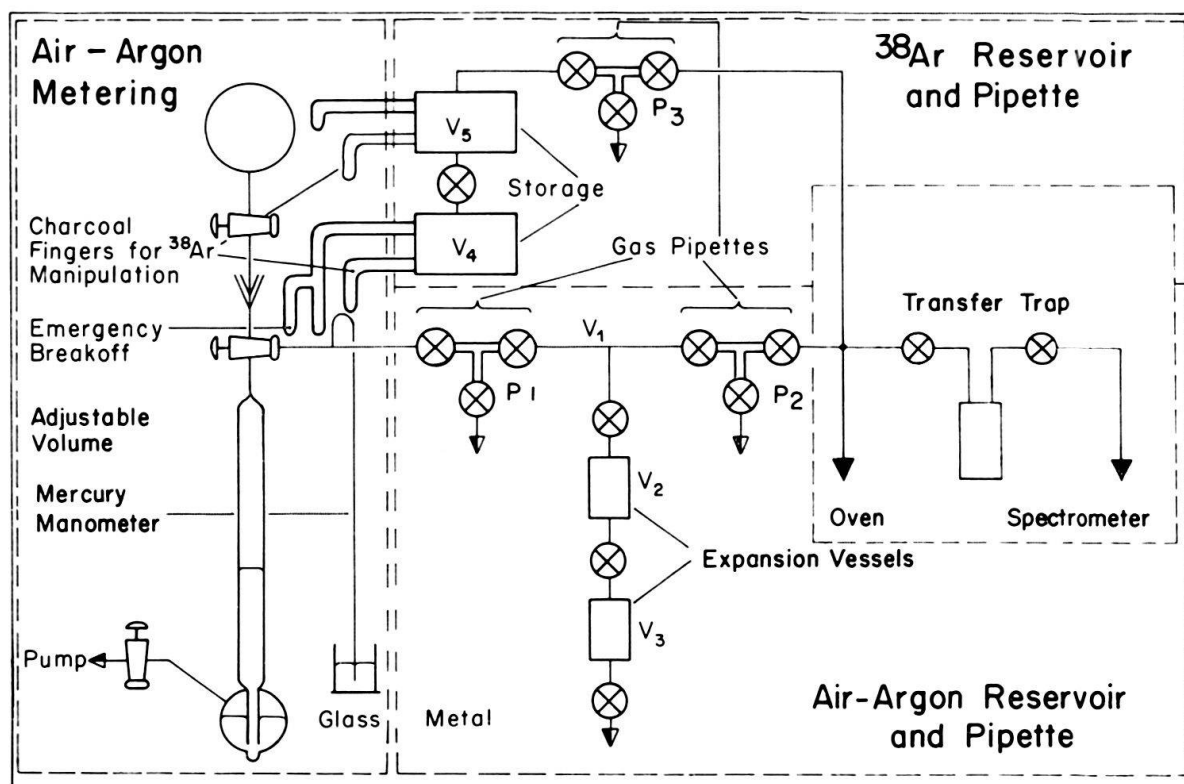 Air – Argon
Metering
³⁸Ar Reservoir
and Pipette
P₃
V₅
Storage
V₄
Charcoal
Fingers for ³⁸Ar
Manipulation
Gas Pipettes
Emergency
Breakoff
Transfer Trap
V₁
P₁
P₂
Adjustable
Volume
V₂
Mercury
Manometer
Oven
Spectrometer
Expansion Vessels
V₃
Pump
Glass
Metal
Air-Argon Reservoir
and Pipette